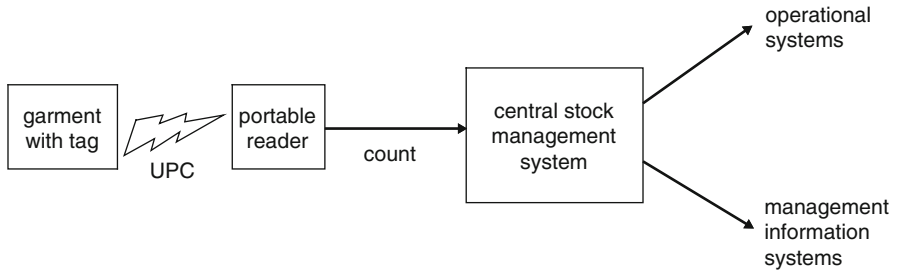 garment
with tag
UPC
portable
reader
count
central stock
management
system
operational
systems
management
information
systems